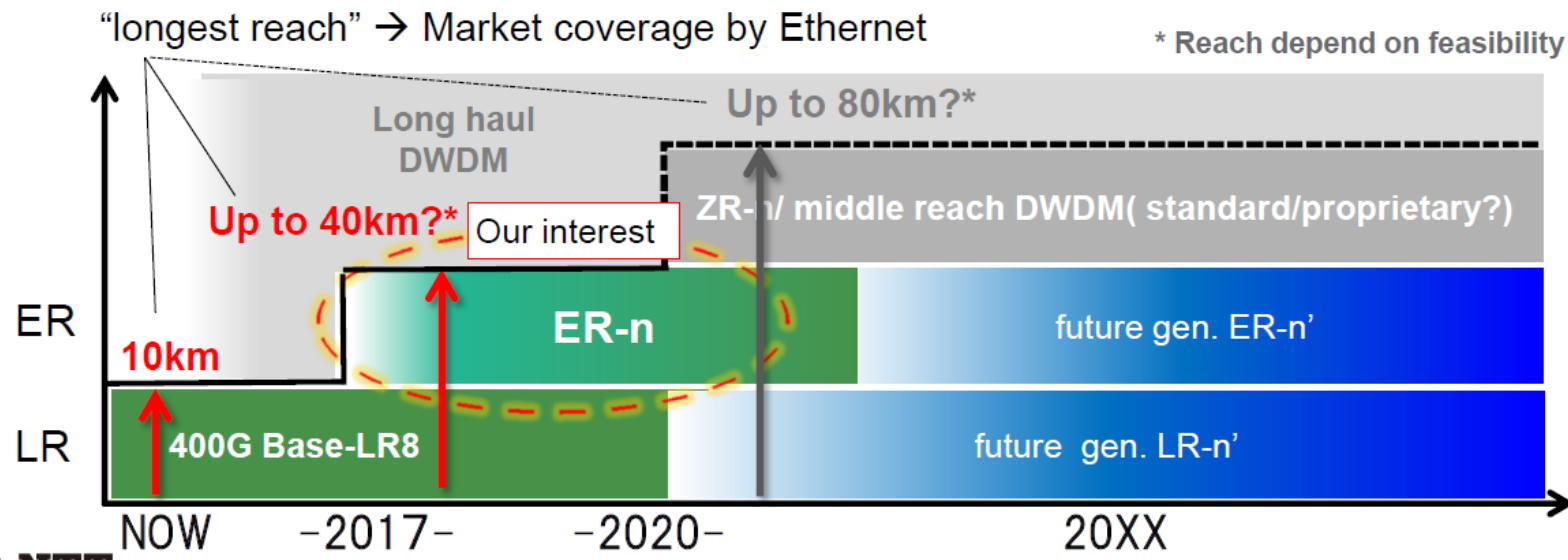 “longest reach” → Market coverage by Ethernet
* Reach depend on feasibility
Up to 80km?*
Long haul
DWDM
ZR-n/ middle reach DWDM( standard/proprietary?)
Up to 40km?*
Our interest
ER
10km
ER-n
future gen. ER-n’
LR
400G Base-LR8
future gen. LR-n’
NOW
-2017-
-2020-
20XX